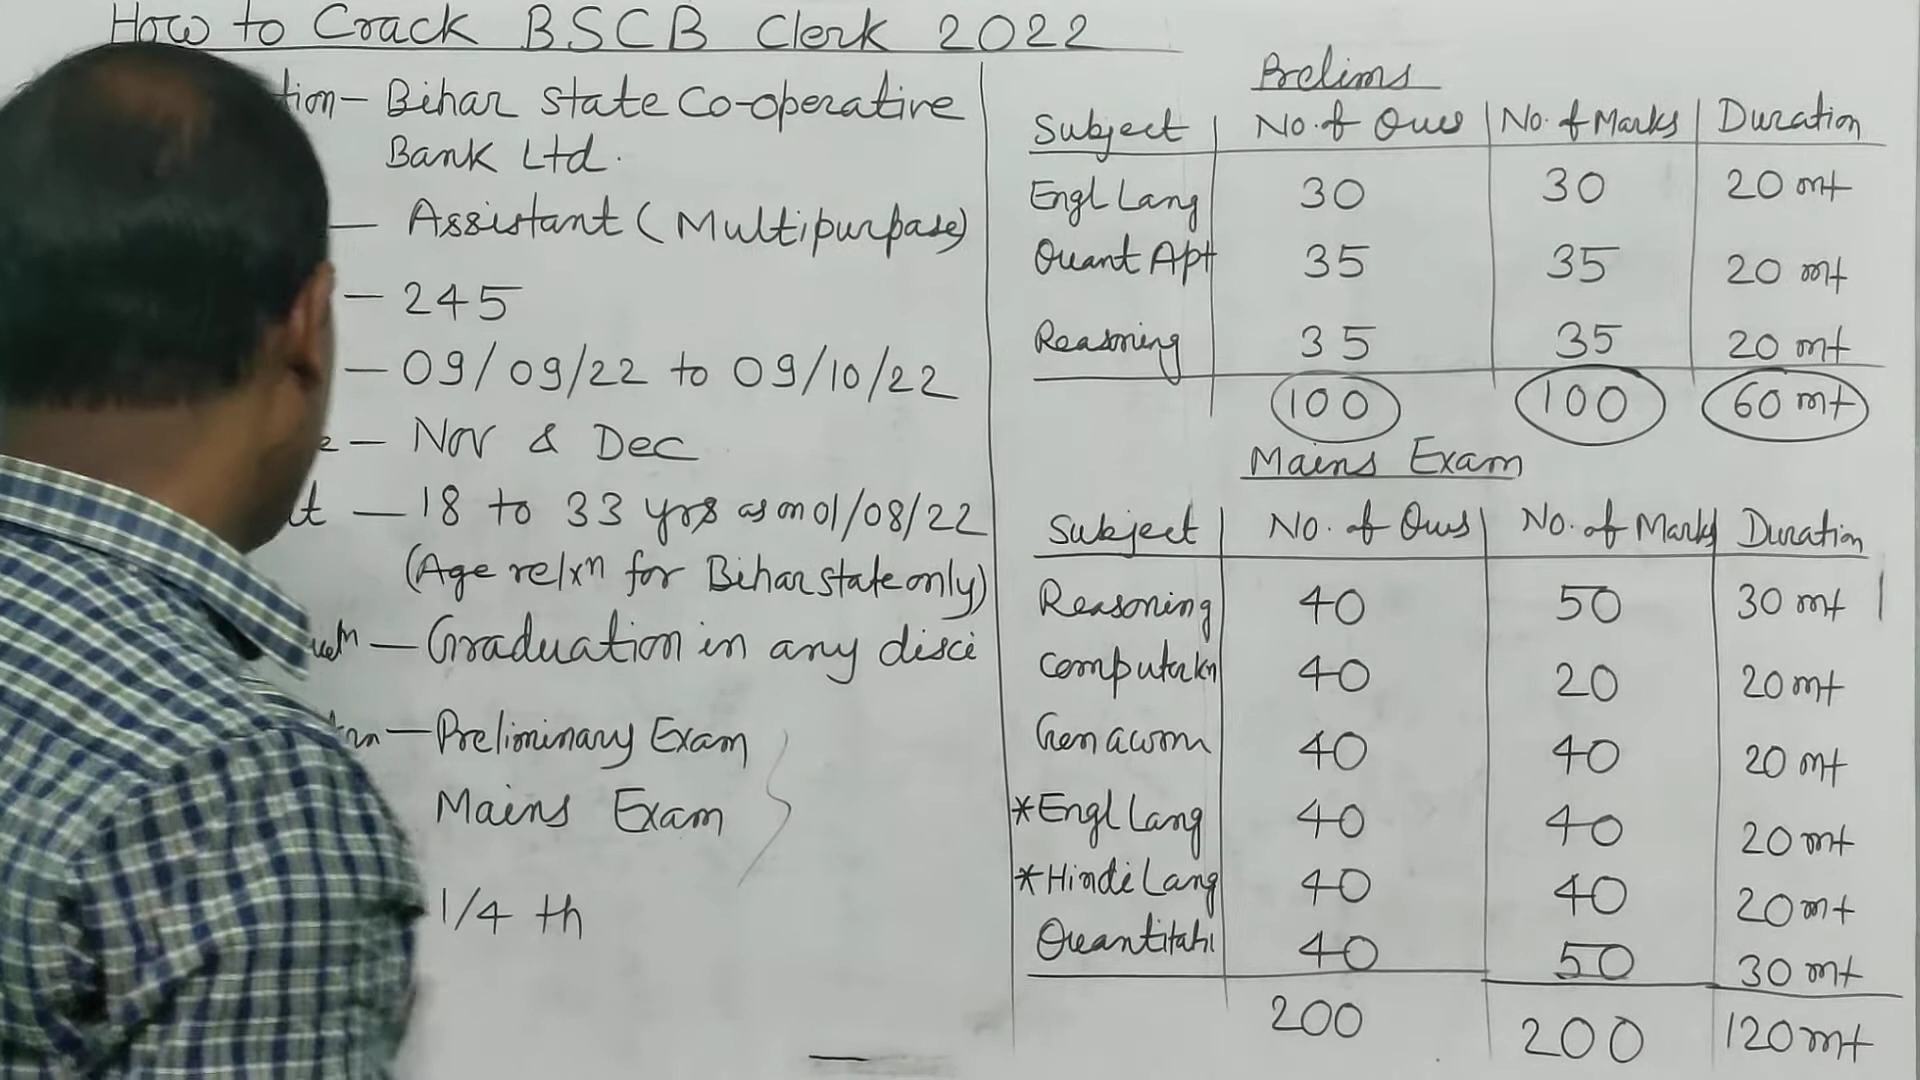 How to Crack BSCB Clerk 2022
tion - Bihar State Co-operative
Bank Ltd.
- Assistant (Multipurpase)
- 245
- 09/09/22 to 09/10/22
e - Nov & Dec
it - 18 to 33 yrs as on 01/08/22
(Age relxn for Bihar state only)
- Graduation in any disci
- Preliminary Exam
Mains Exam
1/4 th
Prelims
Subject No. of Ques No. of Marks Duration
Engl Lang 30 30 20 mt
Quant Apt 35 35 20 mt
Reasoning 35 35 20 mt
100 100 60 mt
Mains Exam
Subject No. of Ques No. of Marks Duration
Reasoning 40 50 30 mt
Computerkn 40 20 20 mt
Gen 40 40 20 mt
*Engl Lang 40 40 20 mt
*Hindi Lang 40 40 20 mt
Quantitati 40 50 30 mt
200 200 120 mt